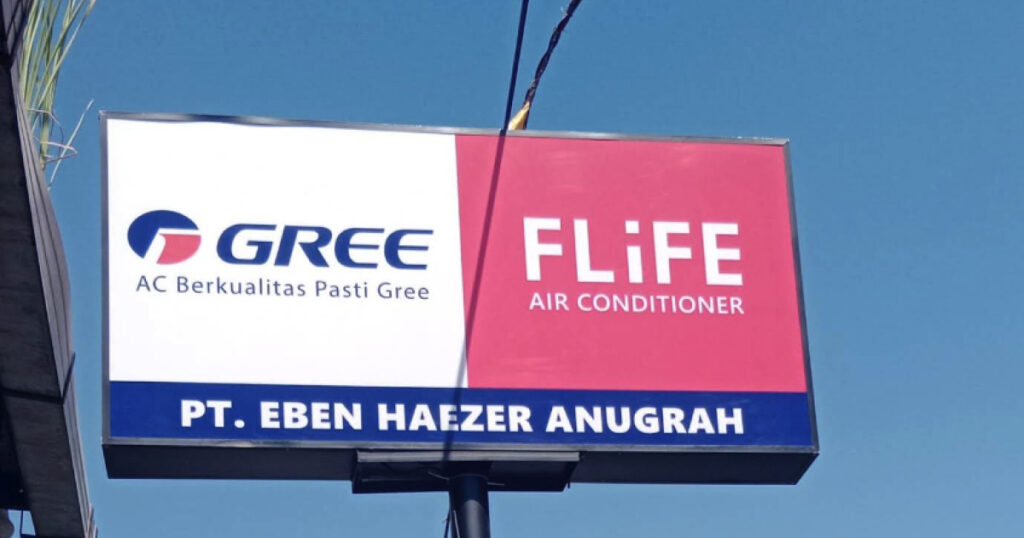 GREE
AC Berkualitas Pasti Gree
FLiFE
AIR CONDITIONER
PT. EBEN HAEZER ANUGRAH